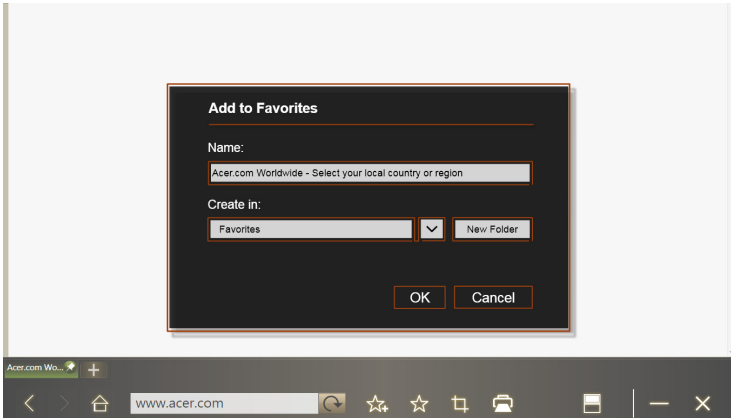 Add to Favorites
Name:
Acer.com Worldwide - Select your local country or region
Create in:
Favorites
New Folder
OK
Cancel
Acer.com Wo...
www.acer.com